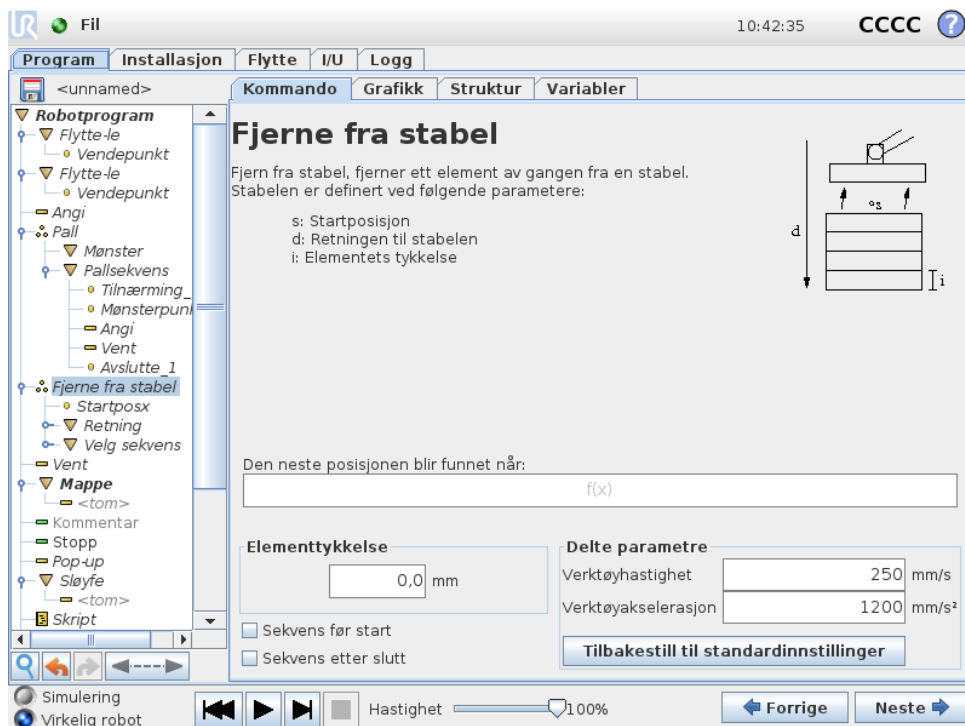 UR Fil 10:42:35 CCCC ?
Program Installasjon Flytte I/U Logg
<unnamed>
Kommando Grafikk Struktur Variabler
Robotprogram
Flytte-le
Vendepunkt
Flytte-le
Vendepunkt
Angi
Pall
Mønster
Pallsekvens
Tilnærming_
Mønsterpun
Angi
Vent
Avslutte_1
Fjerne fra stabel
Startposx
Retning
Velg sekvens
Vent
Mappe
<tom>
Kommentar
Stopp
Pop-up
Sløyfe
<tom>
Skript
Fjerne fra stabel
Fjern fra stabel, fjerner ett element av gangen fra en stabel.
Stabelen er definert ved følgende parametere:
s: Startposisjon
d: Retningen til stabelen
i: Elementets tykkelse
s
d
i
Den neste posisjonen blir funnet når:
f(x)
Elementtykkelse
0,0 mm
Sekvens før start
Sekvens etter slutt
Delte parametre
Verktøyhastighet 250 mm/s
Verktøyakselerasjon 1200 mm/s²
Tilbakestill til standardinnstillinger
Simulering
Virkelig robot
Hastighet 100%
Forrige Neste